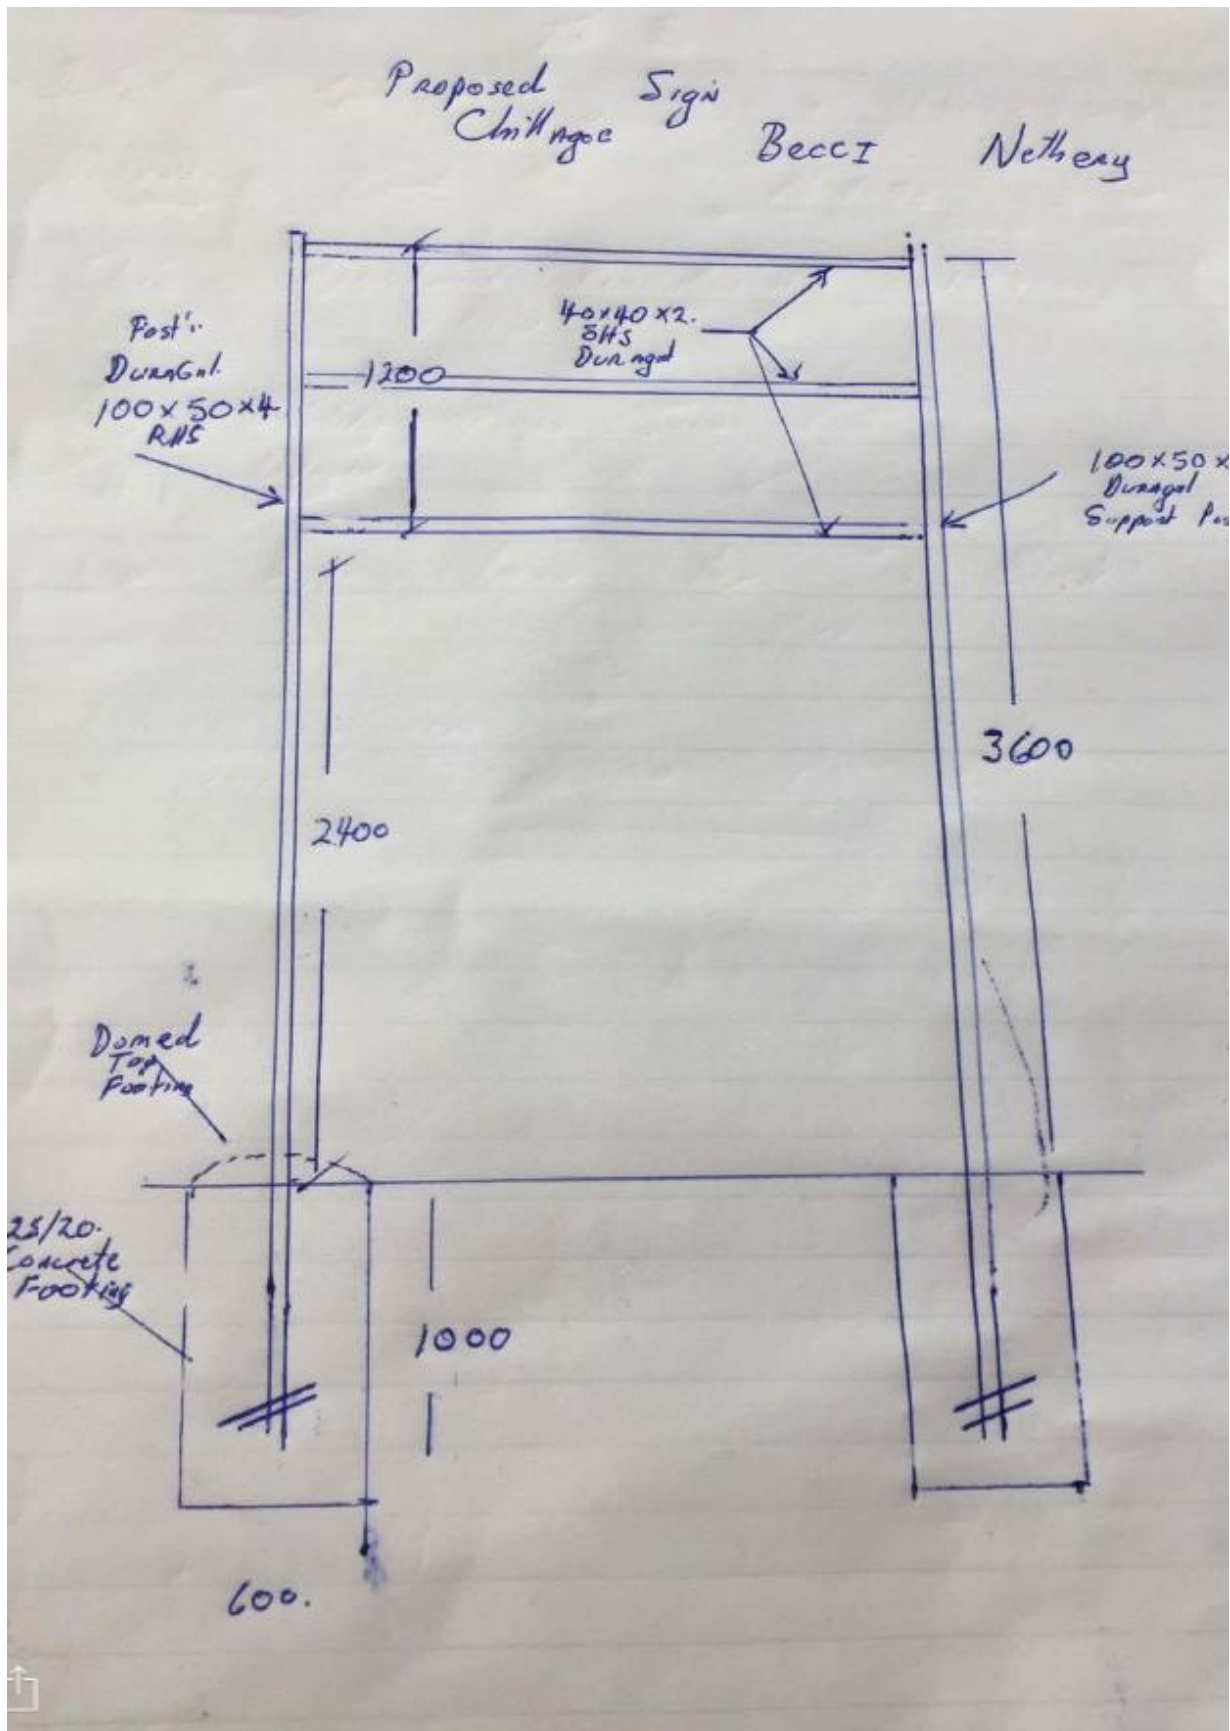 Proposed Sign
Chillagoe Becci Nethery
Post's
DuraGal.
100x50x4
RHS
1200
40x40x2.
SHS
Duragal
100x50x
Duragal
Support Pos
3600
2400
Domed
Top
Footing
25/20.
Concrete
Footing
1000
600.